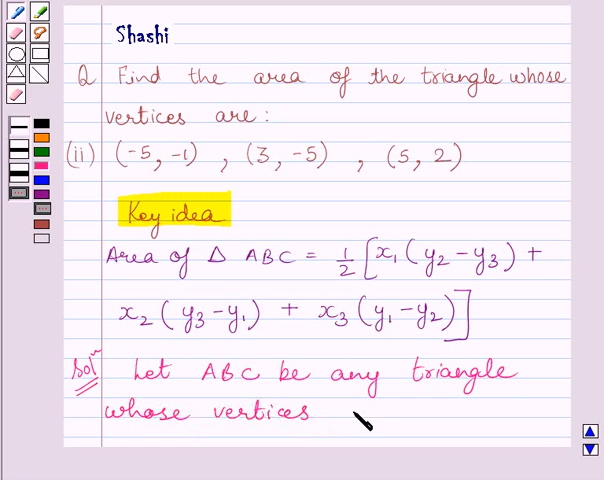 Shashi
Q Find the area of the triangle whose
vertices are:
(ii) (-5, -1) , (3, -5) , (5, 2)
Key idea
Area of Δ ABC = 1/2 [x₁(y₂-y₃) +
x₂(y₃-y₁) + x₃(y₁-y₂)]
Solⁿ Let ABC be any triangle
whose vertices